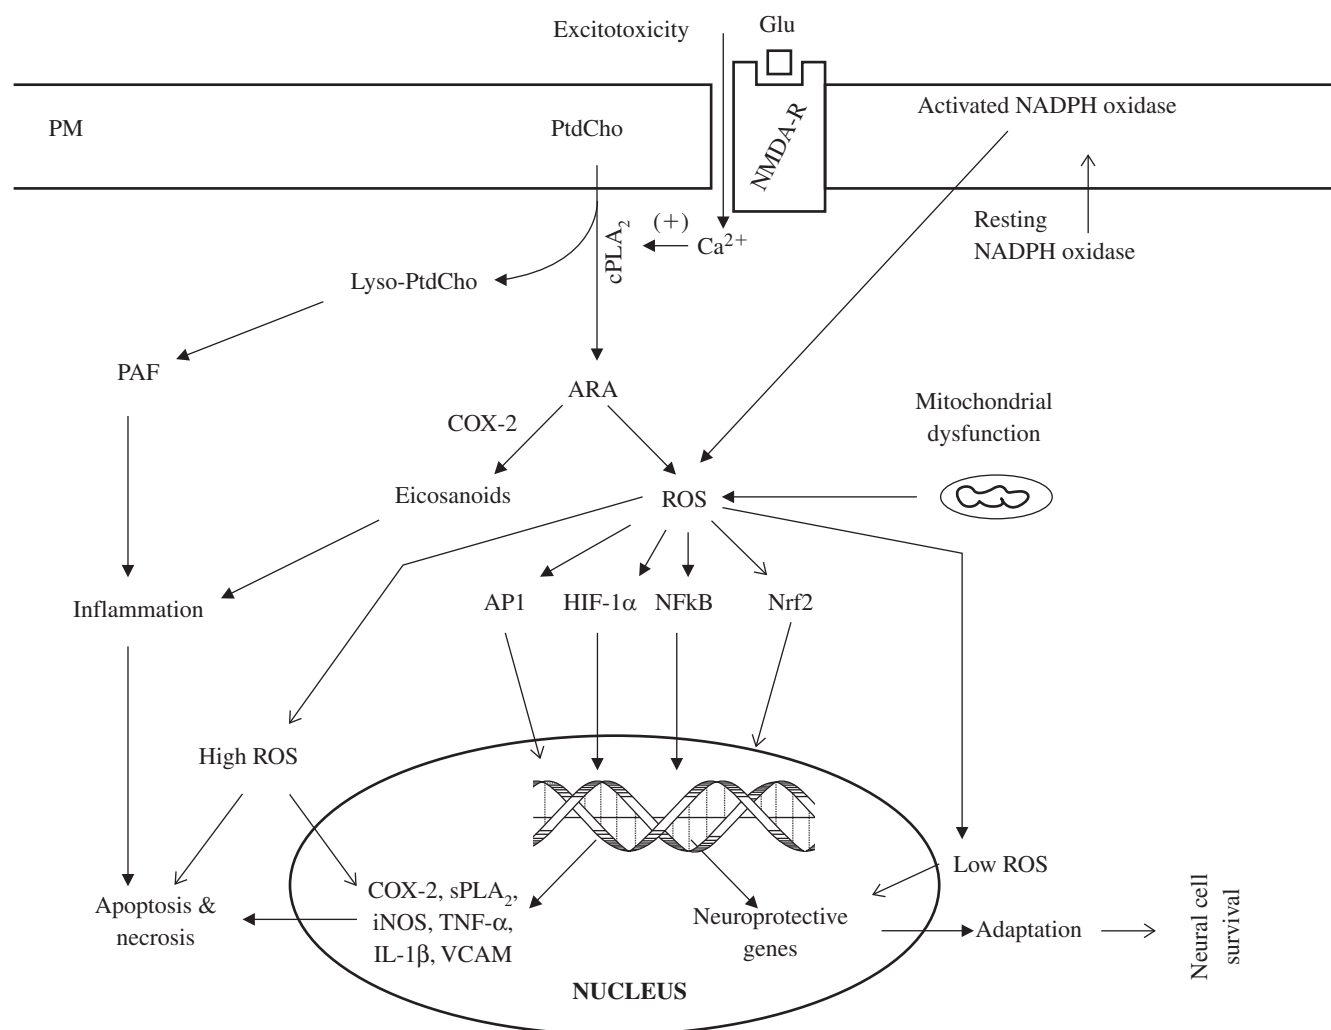 Excitotoxicity
Glu
PM
PtdCho
NMDA-R
Activated NADPH oxidase
Resting
NADPH oxidase
(+)
Ca²⁺
cPLA₂
Lyso-PtdCho
PAF
ARA
COX-2
Mitochondrial
dysfunction
Eicosanoids
ROS
Inflammation
AP1
HIF-1α
NFkB
Nrf2
High ROS
Low ROS
Apoptosis &
necrosis
COX-2, sPLA₂,
iNOS, TNF-α,
IL-1β, VCAM
Neuroprotective
genes
Adaptation
Neural cell
survival
NUCLEUS